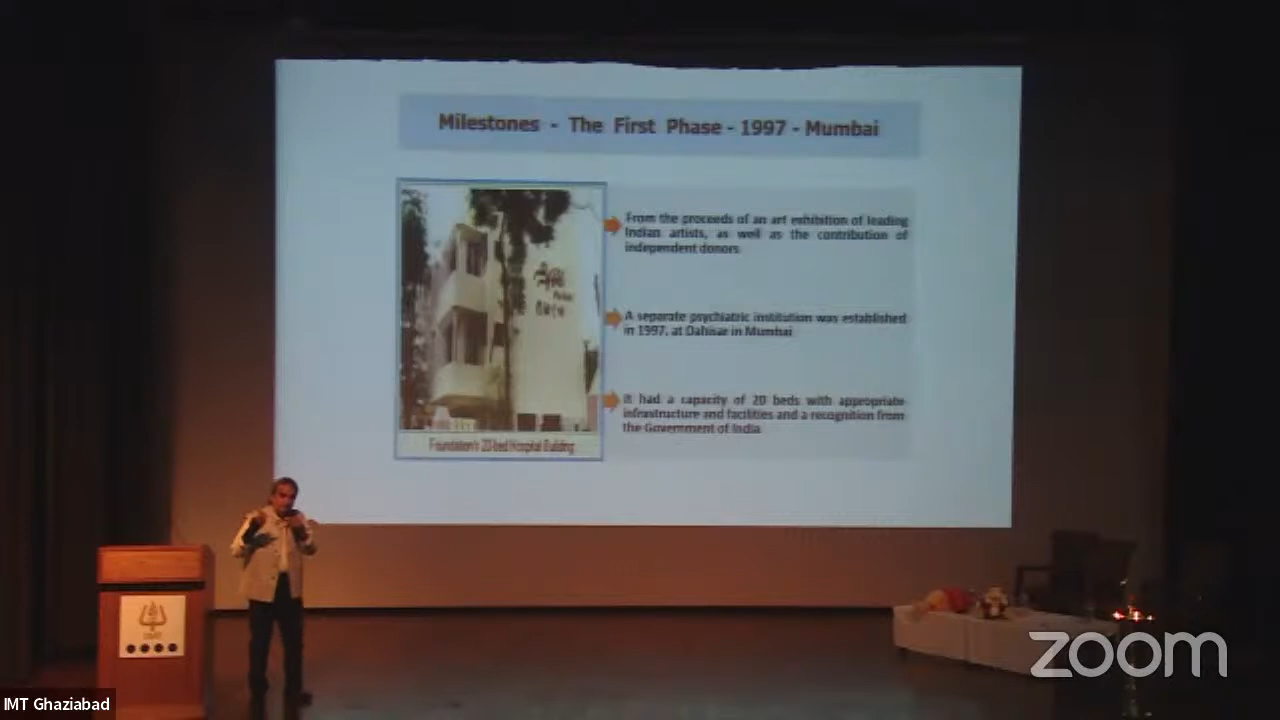 Milestones - The First Phase - 1997 - Mumbai
From the proceeds of an art exhibition of leading
Indian artists, as well as the contribution of
independent donors
A separate psychiatric institution was established
in 1997, at Dahisar in Mumbai
It had a capacity of 20 beds with appropriate
infrastructure and facilities and a recognition from
the Government of India
Foundation's 20-bed Hospital Building
IMT Ghaziabad
zoom